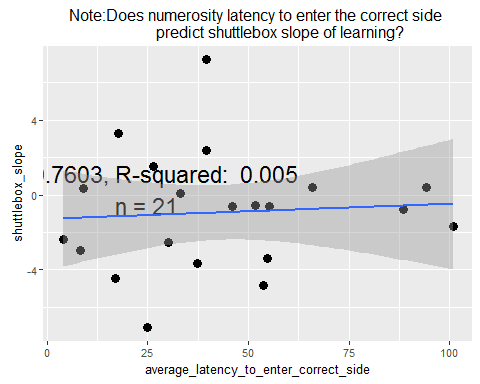 Note:Does numerosity latency to enter the correct side
predict shuttlebox slope of learning?
shuttlebox_slope
4
0
-4
.7603, R-squared: 0.005
n = 21
0
25
50
75
100
average_latency_to_enter_correct_side